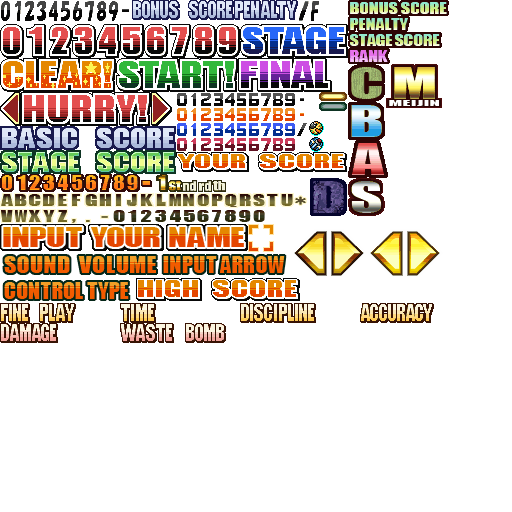 0123456789- BONUS SCORE PENALTY /F
BONUS SCORE
PENALTY
STAGE SCORE
RANK
0123456789 STAGE
CLEAR! START! FINAL
C M
MEIJIN
HURRY! 0123456789-
0123456789-
B
BASIC SCORE 0123456789/
0123456789
STAGE SCORE YOUR SCORE
A
0123456789- 1st nd rd th
D S
ABCDEFGHIJKLMNOPQRSTU*
VWXYZ,.-01234567890
INPUT YOUR NAME
SOUND VOLUME INPUT ARROW
CONTROL TYPE HIGH SCORE
FINE PLAY TIME DISCIPLINE ACCURACY
DAMAGE WASTE BOMB